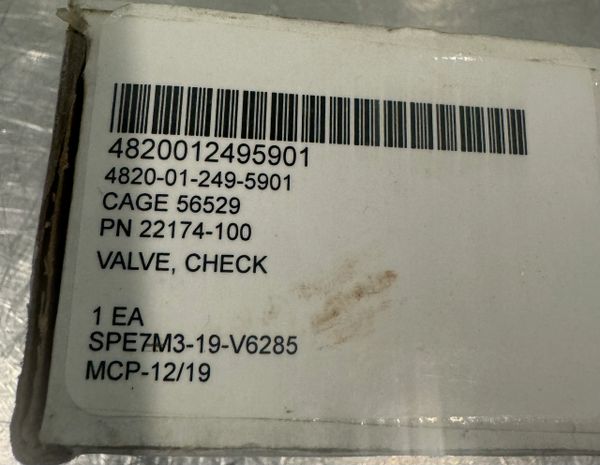 4820012495901
4820-01-249-5901
CAGE 56529
PN 22174-100
VALVE, CHECK
1 EA
SPE7M3-19-V6285
MCP-12/19